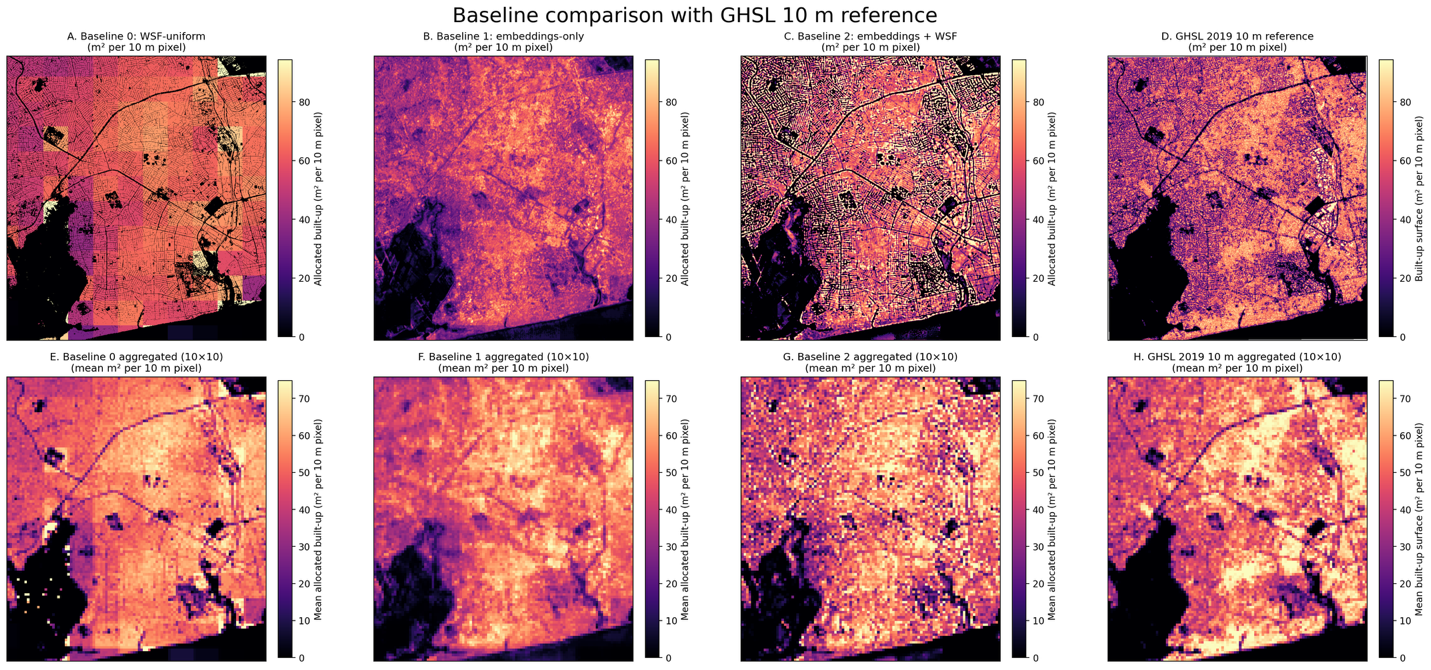 Baseline comparison with GHSL 10 m reference
A. Baseline 0: WSF-uniform
(m² per 10 m pixel)
80
60
40
20
0
Allocated built-up (m² per 10 m pixel)
B. Baseline 1: embeddings-only
(m² per 10 m pixel)
80
60
40
20
0
Allocated built-up (m² per 10 m pixel)
C. Baseline 2: embeddings + WSF
(m² per 10 m pixel)
80
60
40
20
0
Allocated built-up (m² per 10 m pixel)
D. GHSL 2019 10 m reference
(m² per 10 m pixel)
80
60
40
20
0
Built-up surface (m² per 10 m pixel)
E. Baseline 0 aggregated (10×10)
(mean m² per 10 m pixel)
70
60
50
40
30
20
10
0
Mean allocated built-up (m² per 10 m pixel)
F. Baseline 1 aggregated (10×10)
(mean m² per 10 m pixel)
70
60
50
40
30
20
10
0
Mean allocated built-up (m² per 10 m pixel)
G. Baseline 2 aggregated (10×10)
(mean m² per 10 m pixel)
70
60
50
40
30
20
10
0
Mean allocated built-up (m² per 10 m pixel)
H. GHSL 2019 10 m aggregated (10×10)
(mean m² per 10 m pixel)
70
60
50
40
30
20
10
0
Mean built-up surface (m² per 10 m pixel)